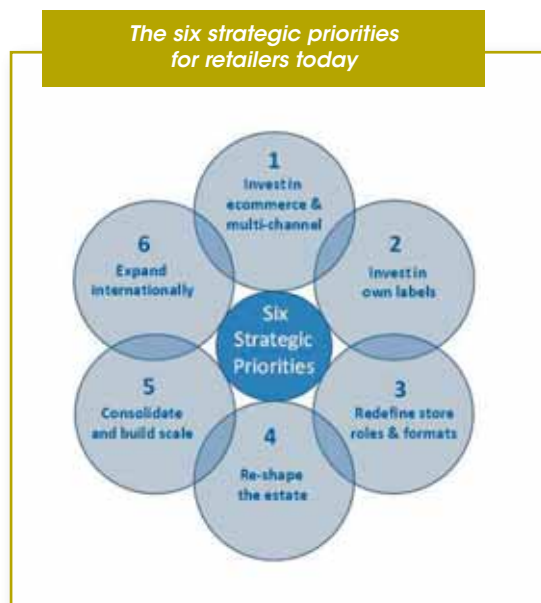 The six strategic priorities
for retailers today
1
Invest in
ecommerce &
multi-channel
2
Invest in
own labels
3
Redefine store
roles & formats
4
Re-shape
the estate
5
Consolidate
and build scale
6
Expand
internationally
Six
Strategic
Priorities